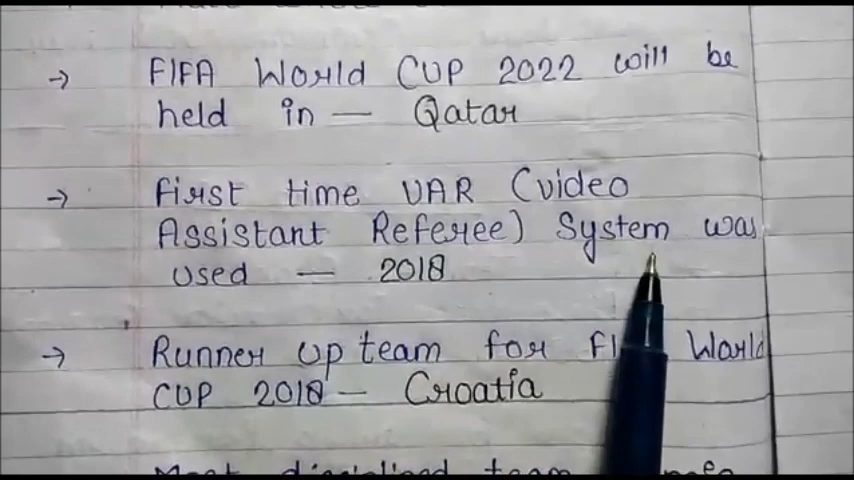 → FIFA World CUP 2022 will be
held in — Qatar
→ First time VAR (video
Assistant Referee) System was
used — 2018
→ Runner up team for World
CUP 2018 — Croatia
team